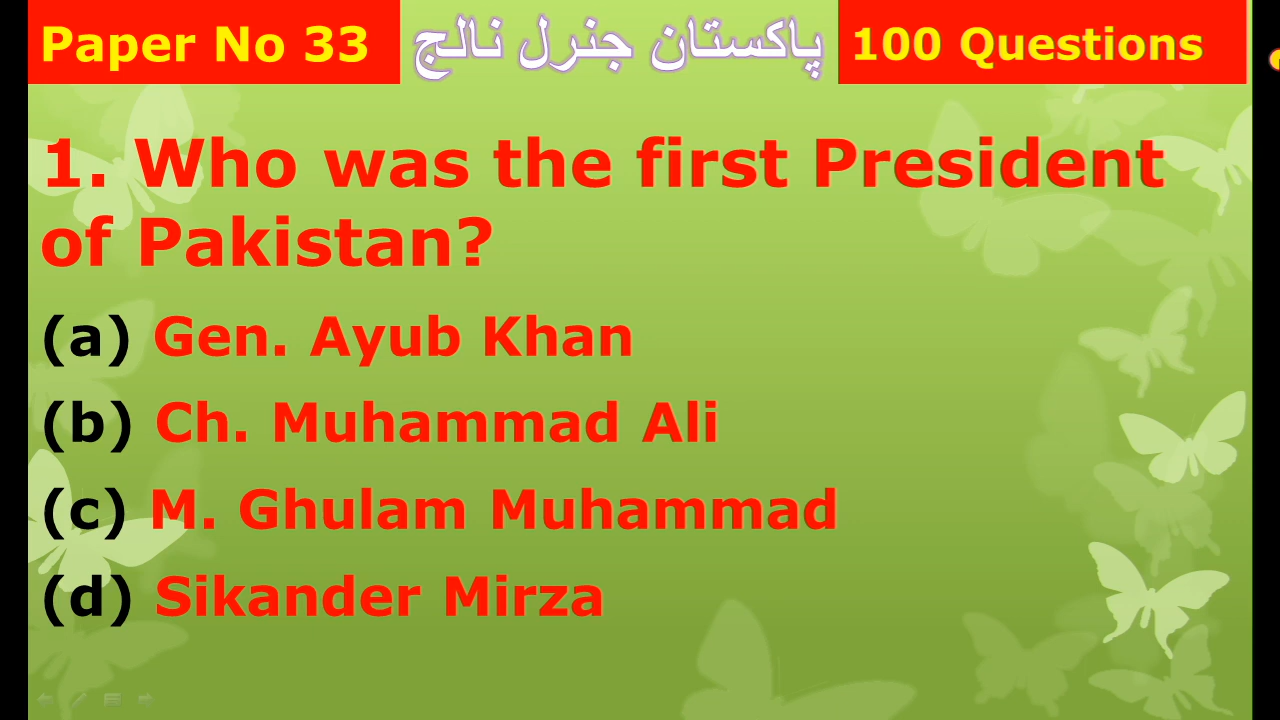 Paper No 33
پاکستان جنرل نالج
100 Questions
1. Who was the first President
of Pakistan?
(a) Gen. Ayub Khan
(b) Ch. Muhammad Ali
(c) M. Ghulam Muhammad
(d) Sikander Mirza